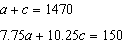 a + c = 1470
7.75a + 10.25c = 150